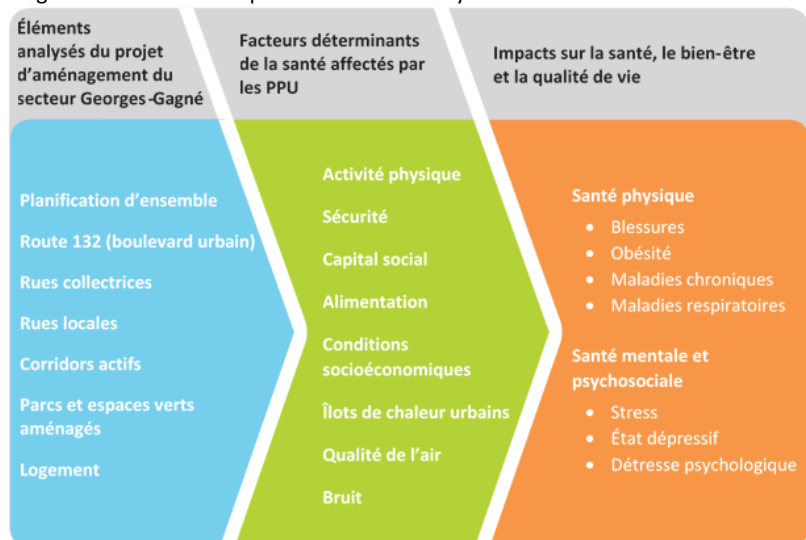 Éléments
analysés du projet
d'aménagement du
secteur Georges-Gagné
Facteurs déterminants
de la santé affectés par
les PPU
Impacts sur la santé, le bien-être
et la qualité de vie
Planification d'ensemble
Route 132 (boulevard urbain)
Rues collectrices
Rues locales
Corridors actifs
Parcs et espaces verts
aménagés
Logement
Activité physique
Sécurité
Capital social
Alimentation
Conditions
socioéconomiques
Îlots de chaleur urbains
Qualité de l'air
Bruit
Santé physique
• Blessures
• Obésité
• Maladies chroniques
• Maladies respiratoires
Santé mentale et
psychosociale
• Stress
• État dépressif
• Détresse psychologique